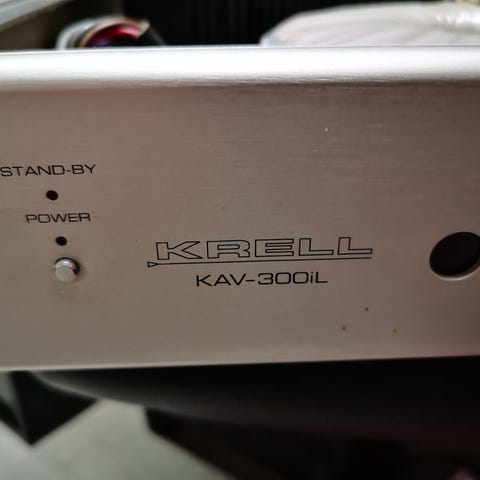 STAND-BY
POWER
KRELL
KAV-300iL